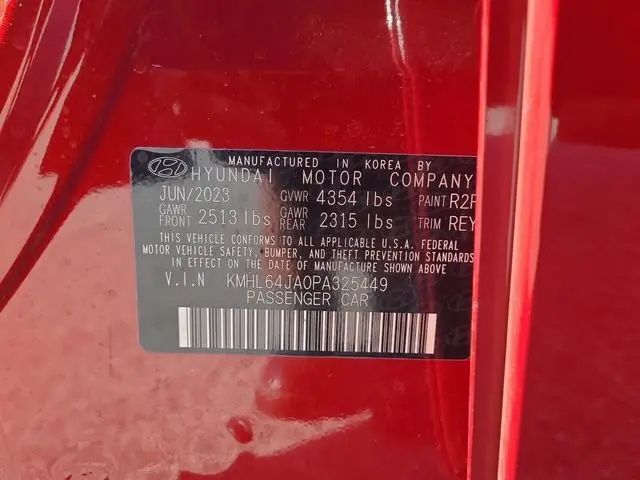 MANUFACTURED IN KOREA BY
HYUNDAI MOTOR COMPANY
JUN/2023 GVWR 4354 lbs PAINT R2P
GAWR FRONT 2513 lbs GAWR REAR 2315 lbs TRIM REY
THIS VEHICLE CONFORMS TO ALL APPLICABLE U.S.A. FEDERAL
MOTOR VEHICLE SAFETY, BUMPER, AND THEFT PREVENTION STANDARDS
IN EFFECT ON THE DATE OF MANUFACTURE SHOWN ABOVE
V.I.N KMHL64JA0PA325449
PASSENGER CAR